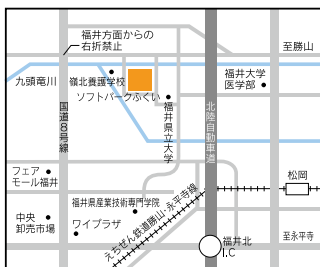 福井方面からの
右折禁止
至勝山
九頭竜川
嶺北養護学校
ソフトパークふくい
福井大学
医学部
国道8号線
福井県立大学
北陸自動車道
フェア
モール福井
松岡
福井県産業技術専門学院
中央
卸売市場
ワイプラザ
えちぜん鉄道勝山・永平寺線
福井北
I.C
至永平寺